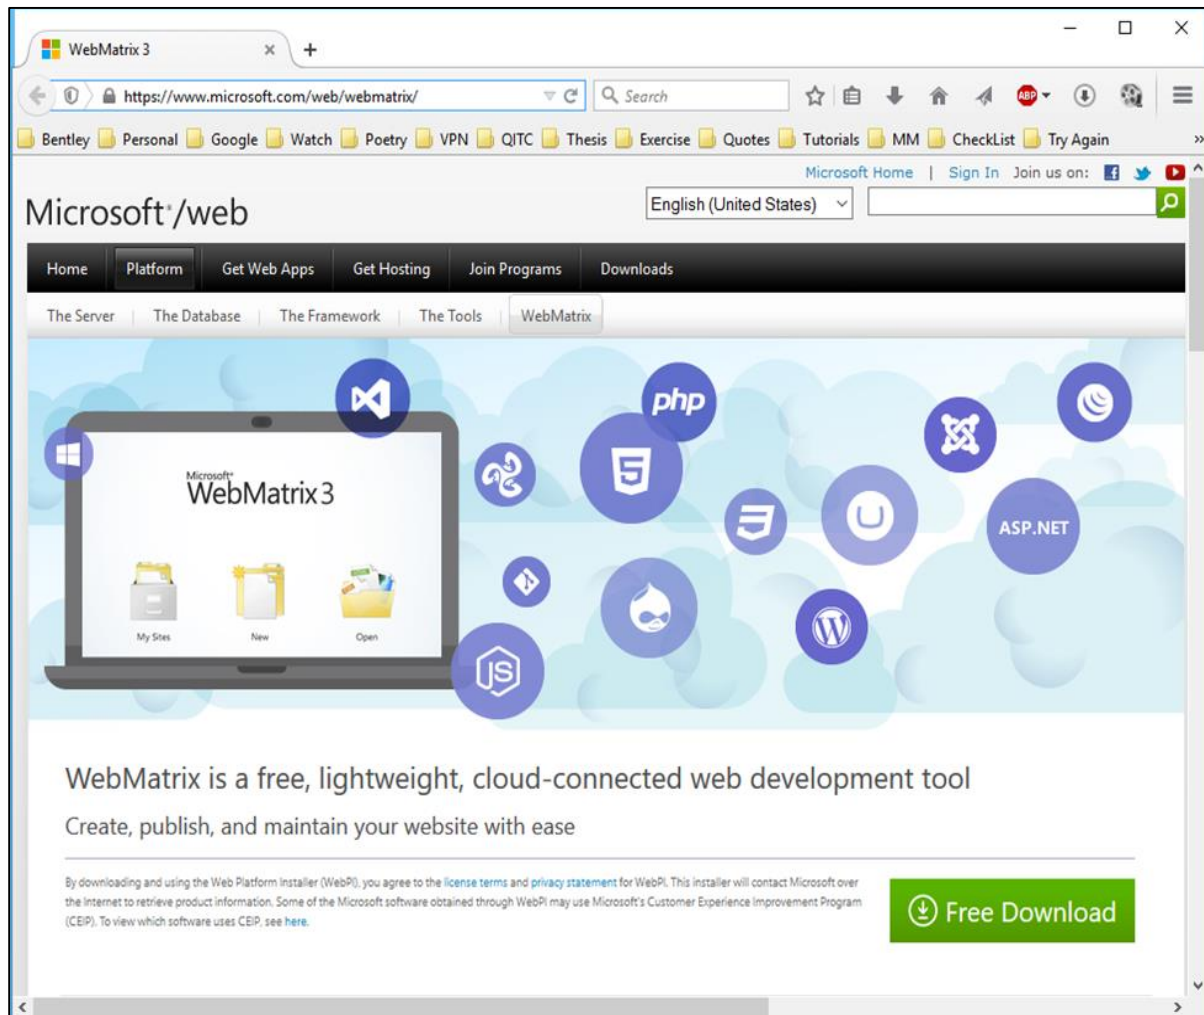 WebMatrix 3
https://www.microsoft.com/web/webmatrix/ Search ABP
Bentley Personal Google Watch Poetry VPN QITC Thesis Exercise Quotes Tutorials MM CheckList Try Again »
Microsoft Home | Sign In Join us on:
Microsoft®/web English (United States)
Home Platform Get Web Apps Get Hosting Join Programs Downloads
The Server The Database The Framework The Tools WebMatrix
php
5
3
Microsoft®
WebMatrix 3
ASP.NET
My Sites New Open
JS
WebMatrix is a free, lightweight, cloud-connected web development tool
Create, publish, and maintain your website with ease
By downloading and using the Web Platform Installer (WebPI), you agree to the license terms and privacy statement for WebPI. This installer will contact Microsoft over
the Internet to retrieve product information. Some of the Microsoft software obtained through WebPI may use Microsoft's Customer Experience Improvement Program
(CEIP). To view which software uses CEIP, see here.
Free Download